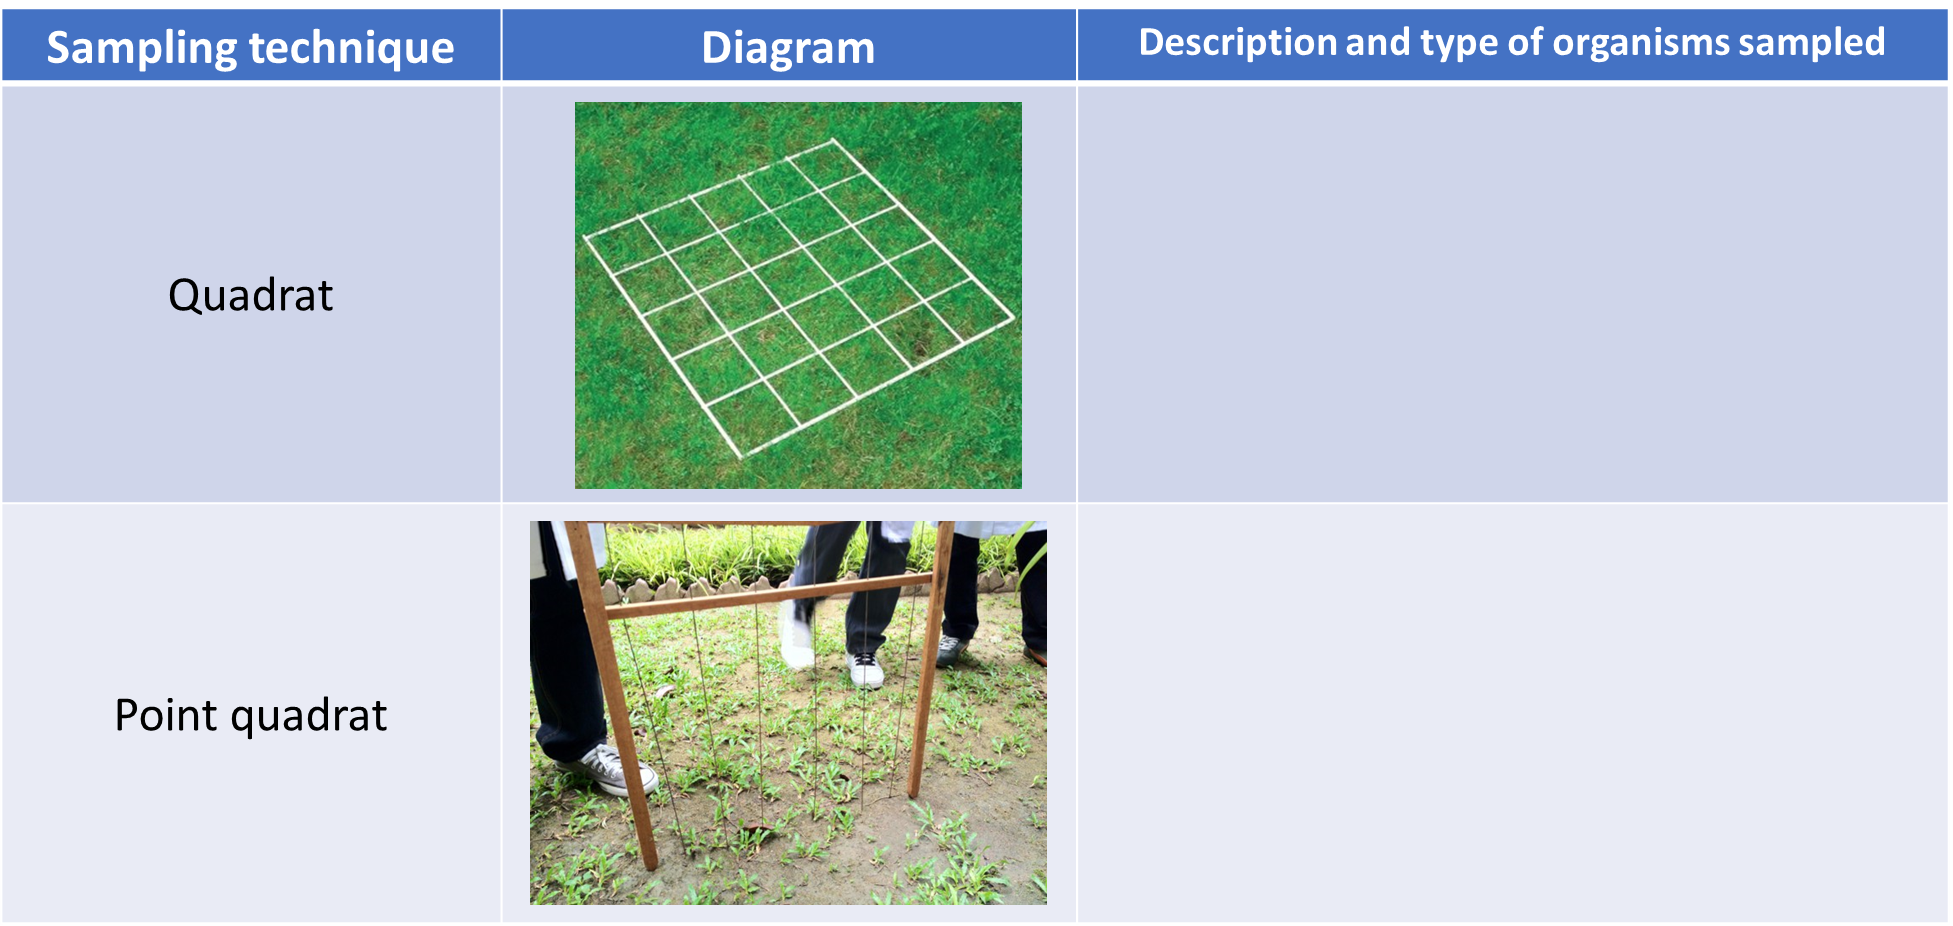 Sampling technique
Diagram
Description and type of organisms sampled
Quadrat
Point quadrat